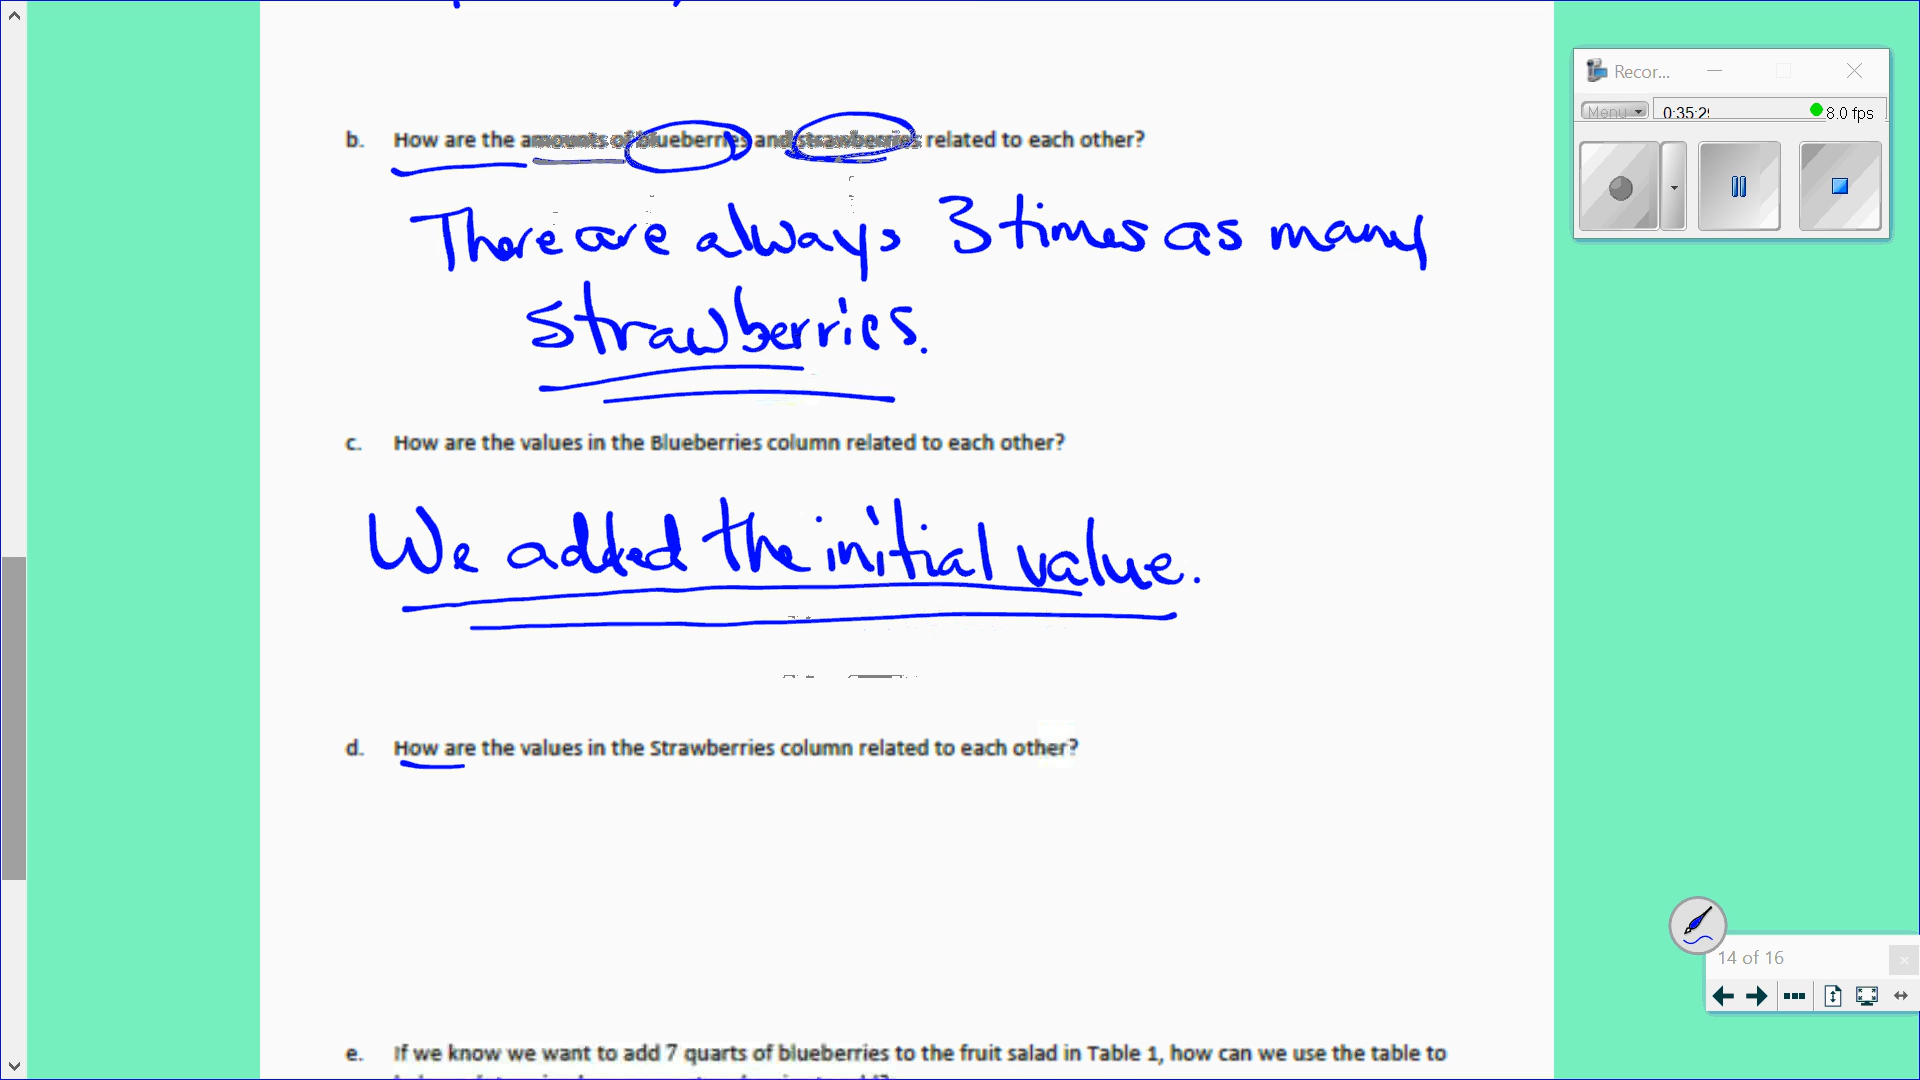 Recor...
Menu
0:35:2
8.0 fps
b. How are the amounts of blueberries and strawberries related to each other?
There are always 3 times as many
strawberries.
c. How are the values in the Blueberries column related to each other?
We added the initial value.
d. How are the values in the Strawberries column related to each other?
14 of 16
e. If we know we want to add 7 quarts of blueberries to the fruit salad in Table 1, how can we use the table to